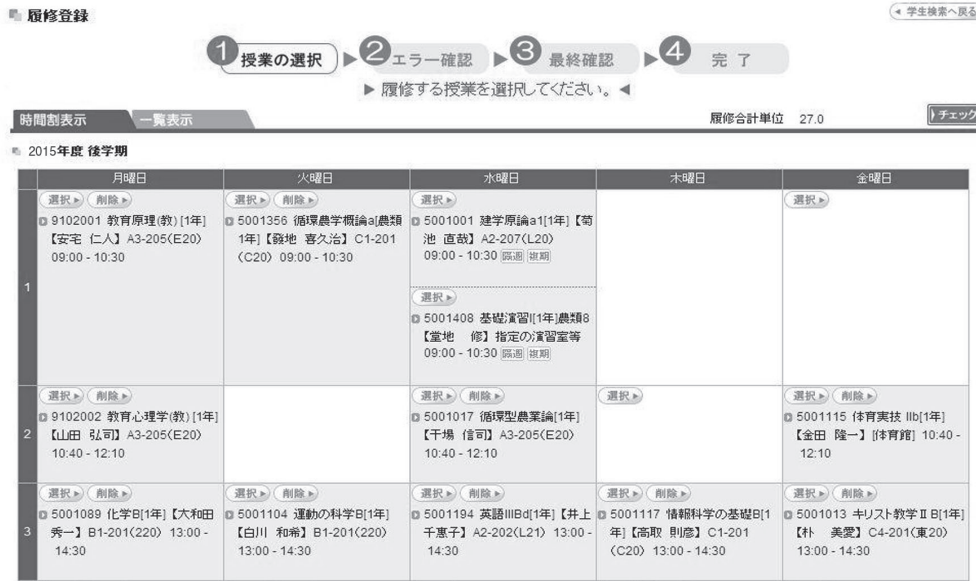 履修登録
学生検索へ戻る
1 授業の選択 2 エラー確認 3 最終確認 4 完了
履修する授業を選択してください。
時間割表示 一覧表示 履修合計単位 27.0 チェック
2015年度 後学期
月曜日 火曜日 水曜日 木曜日 金曜日
1
選択 削除
9102001 教育原理(教) [1年]
【安宅 仁人】 A3-205(E20)
09:00 - 10:30
選択 削除
5001356 循環農学概論a[農類
1年] 【發地 喜久治】 C1-201
(C20) 09:00 - 10:30
選択
5001001 建学原論a1[1年] 【菊
池 直哉】 A2-207(L20)
09:00 - 10:30 隔週 複期
選択
5001408 基礎演習I[1年]農類8
【堂地 修】 指定の演習室等
09:00 - 10:30 隔週 複期
選択
2
選択 削除
9102002 教育心理学(教) [1年]
【山田 弘司】 A3-205(E20)
10:40 - 12:10
選択 削除
5001017 循環型農業論[1年]
【干場 信司】 A3-205(E20)
10:40 - 12:10
選択
選択 削除
5001115 体育実技 IIb[1年]
【金田 隆一】 [体育館] 10:40 -
12:10
3
選択 削除
5001089 化学B[1年] 【大和田
秀一】 B1-201(220) 13:00 -
14:30
選択 削除
5001104 運動の科学B[1年]
【白川 和希】 B1-201(220)
13:00 - 14:30
選択 削除
5001194 英語IIIBd[1年] 【井上
千恵子】 A2-202(L21) 13:00 -
14:30
選択 削除
5001117 情報科学の基礎B[1
年] 【高取 則彦】 C1-201
(C20) 13:00 - 14:30
選択 削除
5001013 キリスト教学ⅡB[1年]
【朴 美愛】 C4-201(東20)
13:00 - 14:30